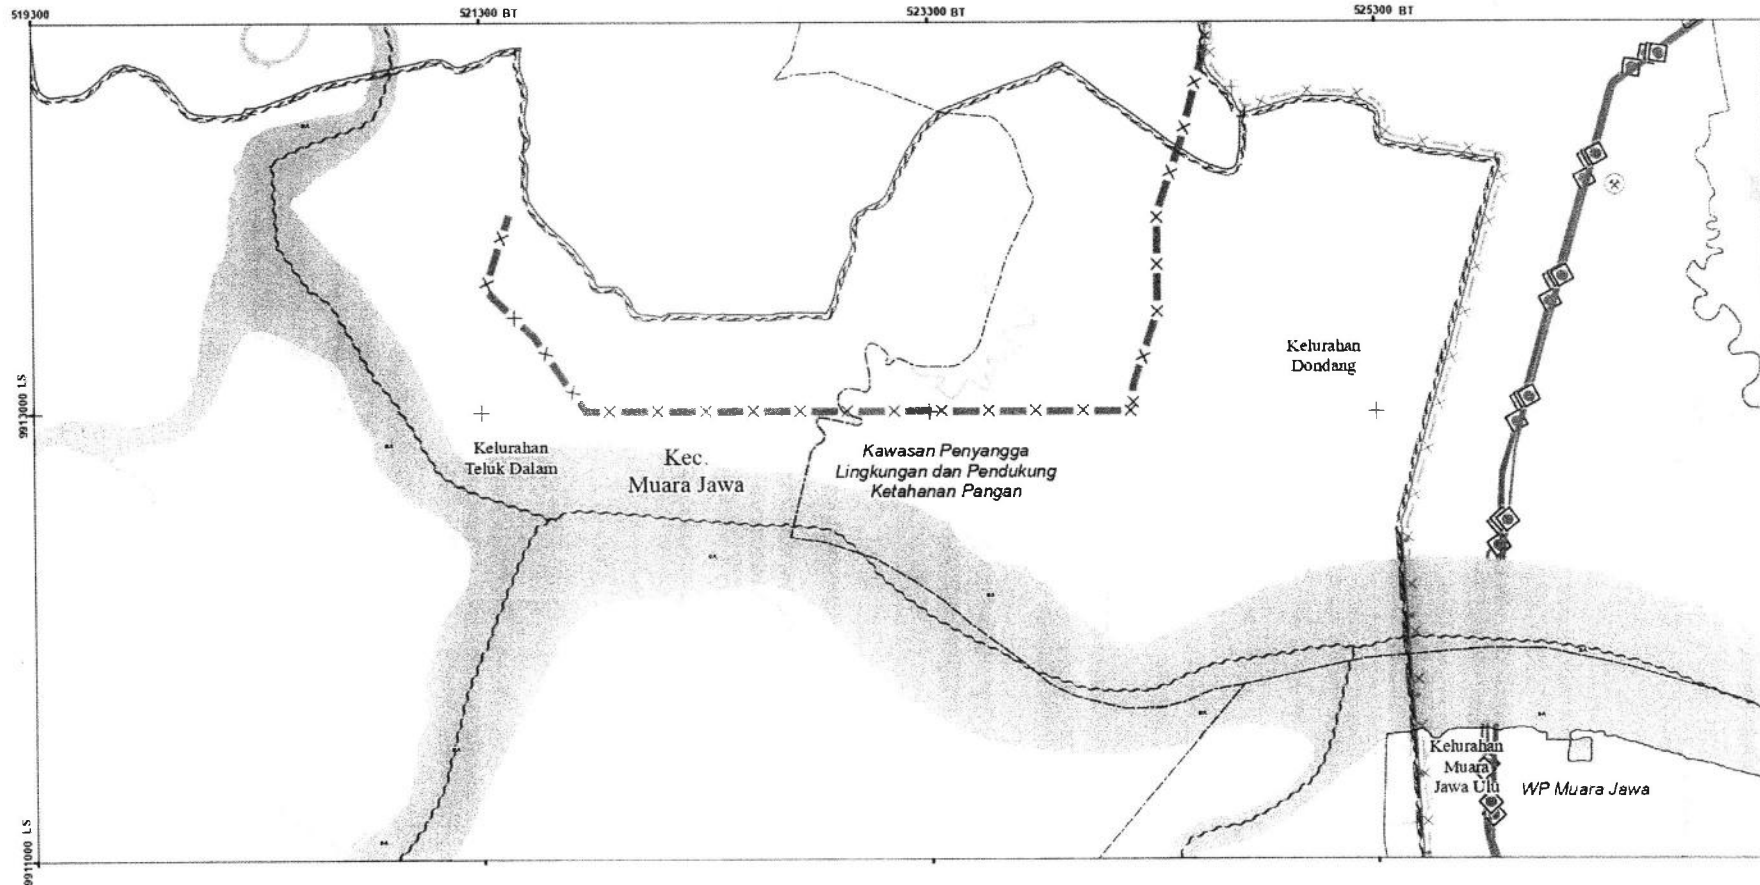 519300
521300 BT
523300 BT
525300 BT
9913000 LS
9911000 LS
Kelurahan
Dondang
Kelurahan
Teluk Dalam
Kec.
Muara Jawa
Kawasan Penyangga
Lingkungan dan Pendukung
Ketahanan Pangan
Kelurahan
Muara
Jawa Ulu
WP Muara Jawa